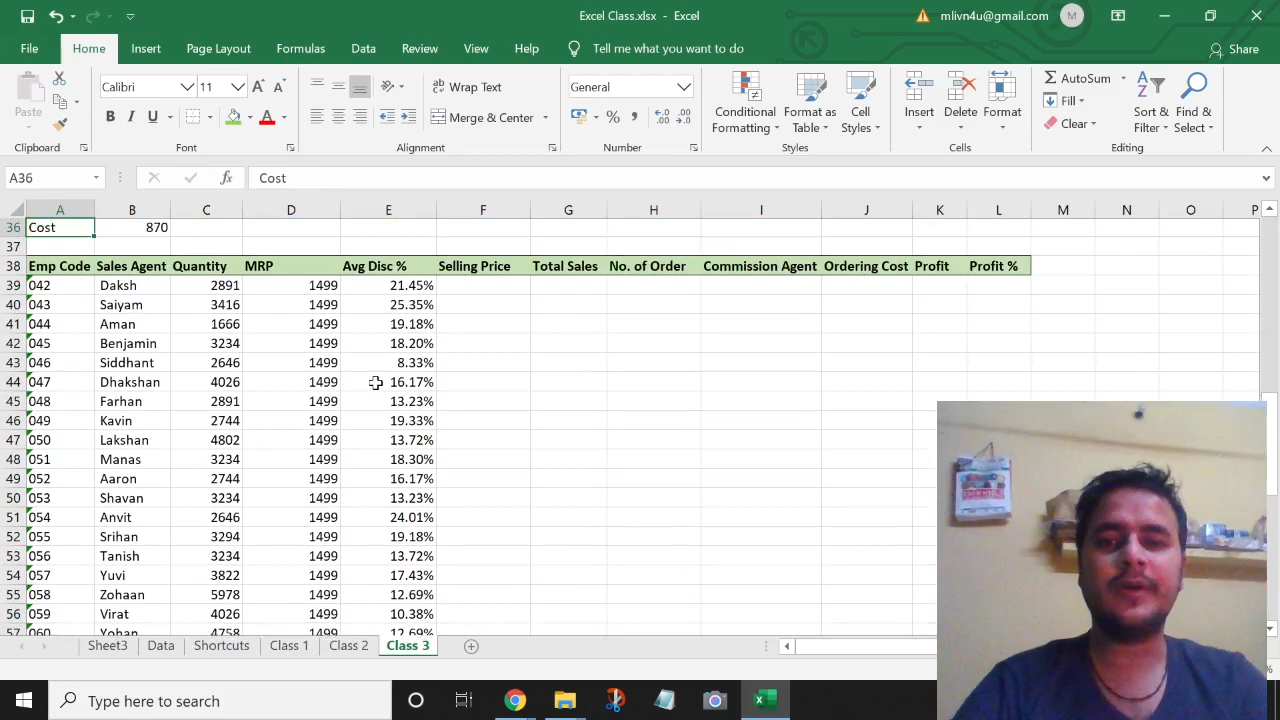 Excel Class.xlsx - Excel
mlivn4u@gmail.com
M
File Home Insert Page Layout Formulas Data Review View Help Tell me what you want to do Share
Paste
Clipboard
Calibri 11
B I U
Font
Wrap Text
Merge & Center
Alignment
General
Number
Conditional Formatting
Format as Table
Cell Styles
Styles
Insert Delete Format
Cells
AutoSum
Fill
Clear
Sort & Filter
Find & Select
Editing
A36 fx Cost
A B C D E F G H I J K L M N O P
36 Cost 870
37
38 Emp Code Sales Agent Quantity MRP Avg Disc % Selling Price Total Sales No. of Order Commission Agent Ordering Cost Profit Profit %
39 042 Daksh 2891 1499 21.45%
40 043 Saiyam 3416 1499 25.35%
41 044 Aman 1666 1499 19.18%
42 045 Benjamin 3234 1499 18.20%
43 046 Siddhant 2646 1499 8.33%
44 047 Dhakshan 4026 1499 16.17%
45 048 Farhan 2891 1499 13.23%
46 049 Kavin 2744 1499 19.33%
47 050 Lakshan 4802 1499 13.72%
48 051 Manas 3234 1499 18.30%
49 052 Aaron 2744 1499 16.17%
50 053 Shavan 3234 1499 13.23%
51 054 Anvit 2646 1499 24.01%
52 055 Srihan 3294 1499 19.18%
53 056 Tanish 3234 1499 13.72%
54 057 Yuvi 3822 1499 17.43%
55 058 Zohaan 5978 1499 12.69%
56 059 Virat 4026 1499 10.38%
57 060 Yohan 4758 1499 12.69%
Sheet3 Data Shortcuts Class 1 Class 2 Class 3
Type here to search